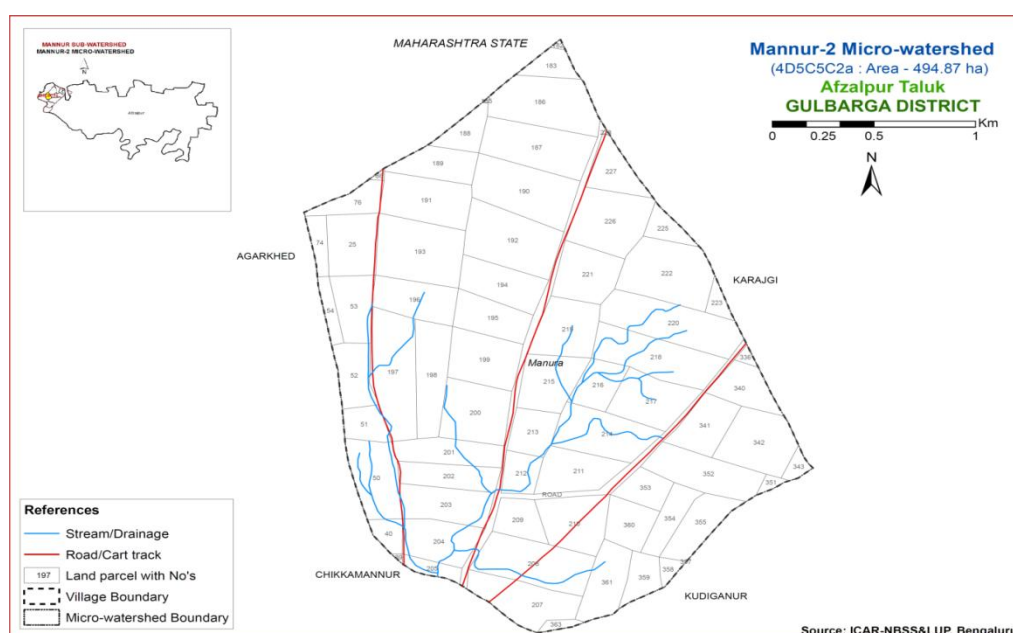 MANNUR SUB-WATERSHED
MANNUR-2 MICRO-WATERSHED
N
MAHARASHTRA STATE
Mannur-2 Micro-watershed
(4D5C5C2a : Area - 494.87 ha)
Afzalpur Taluk
GULBARGA DISTRICT
Km
0 0.25 0.5 1
N
183
186
188
187
189
227
190
76
191
226
225
74
25
192
193
AGARKHED
221
222
KARAJGI
194
196
223
54
53
195
220
219
218
336
199
Manura
52
197
198
215
216
340
217
200
51
213
214
341
342
201
211
343
50
202
212
352
351
353
ROAD
203
209
210
354
355
40
360
204
205
358
CHIKKAMANNUR
361
359
KUDIGANUR
207
363
References
Stream/Drainage
Road/Cart track
197 Land parcel with No's
Village Boundary
Micro-watershed Boundary
Source: ICAR-NBSS&LUP, Bengaluru